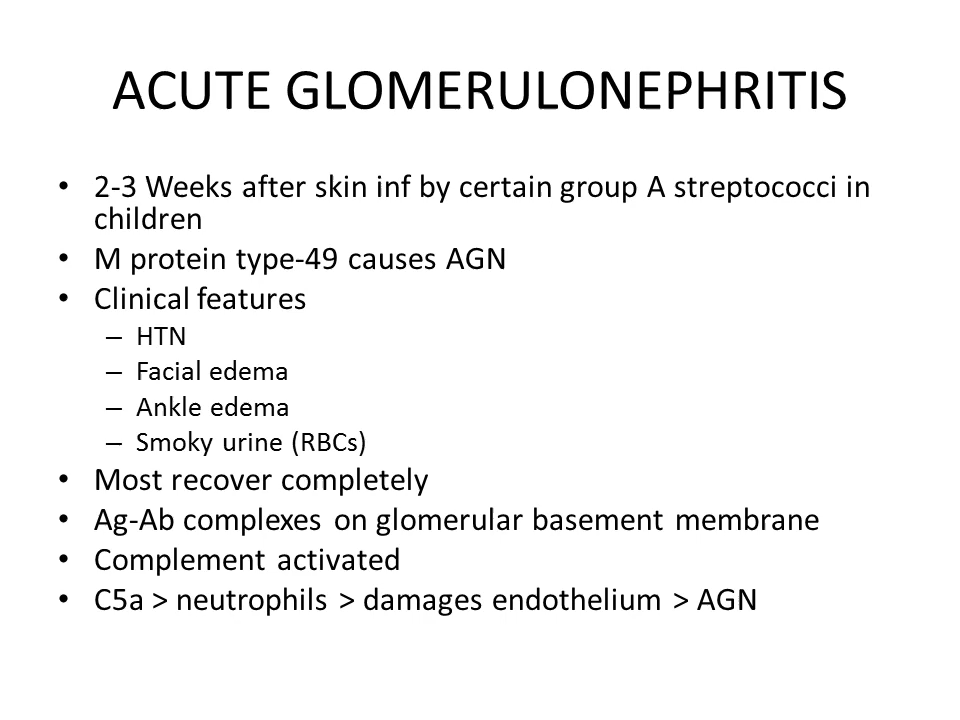 ACUTE GLOMERULONEPHRITIS
• 2-3 Weeks after skin inf by certain group A streptococci in
children
• M protein type-49 causes AGN
• Clinical features
– HTN
– Facial edema
– Ankle edema
– Smoky urine (RBCs)
• Most recover completely
• Ag-Ab complexes on glomerular basement membrane
• Complement activated
• C5a > neutrophils > damages endothelium > AGN